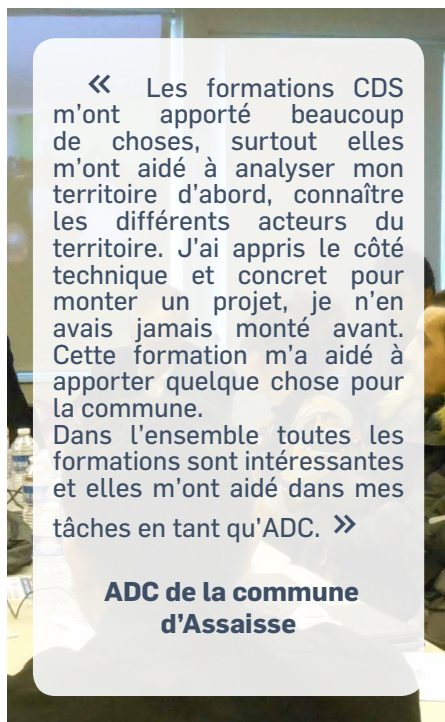 « Les formations CDS
m'ont apporté beaucoup
de choses, surtout elles
m'ont aidé à analyser mon
territoire d'abord, connaître
les différents acteurs du
territoire. J'ai appris le côté
technique et concret pour
monter un projet, je n'en
avais jamais monté avant.
Cette formation m'a aidé à
apporter quelque chose pour
la commune.
Dans l'ensemble toutes les
formations sont intéressantes
et elles m'ont aidé dans mes
tâches en tant qu'ADC. »
ADC de la commune
d'Assaisse